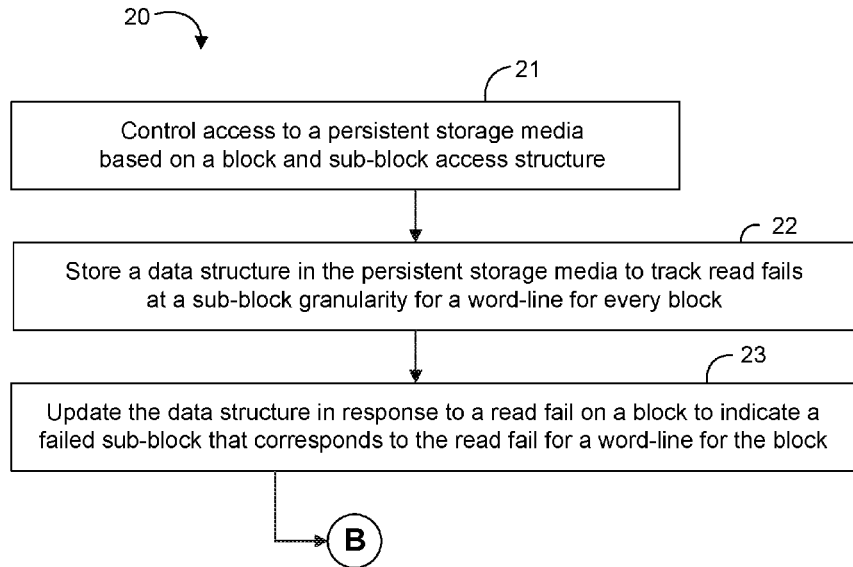 20
21
Control access to a persistent storage media
based on a block and sub-block access structure
22
Store a data structure in the persistent storage media to track read fails
at a sub-block granularity for a word-line for every block
23
Update the data structure in response to a read fail on a block to indicate a
failed sub-block that corresponds to the read fail for a word-line for the block
B